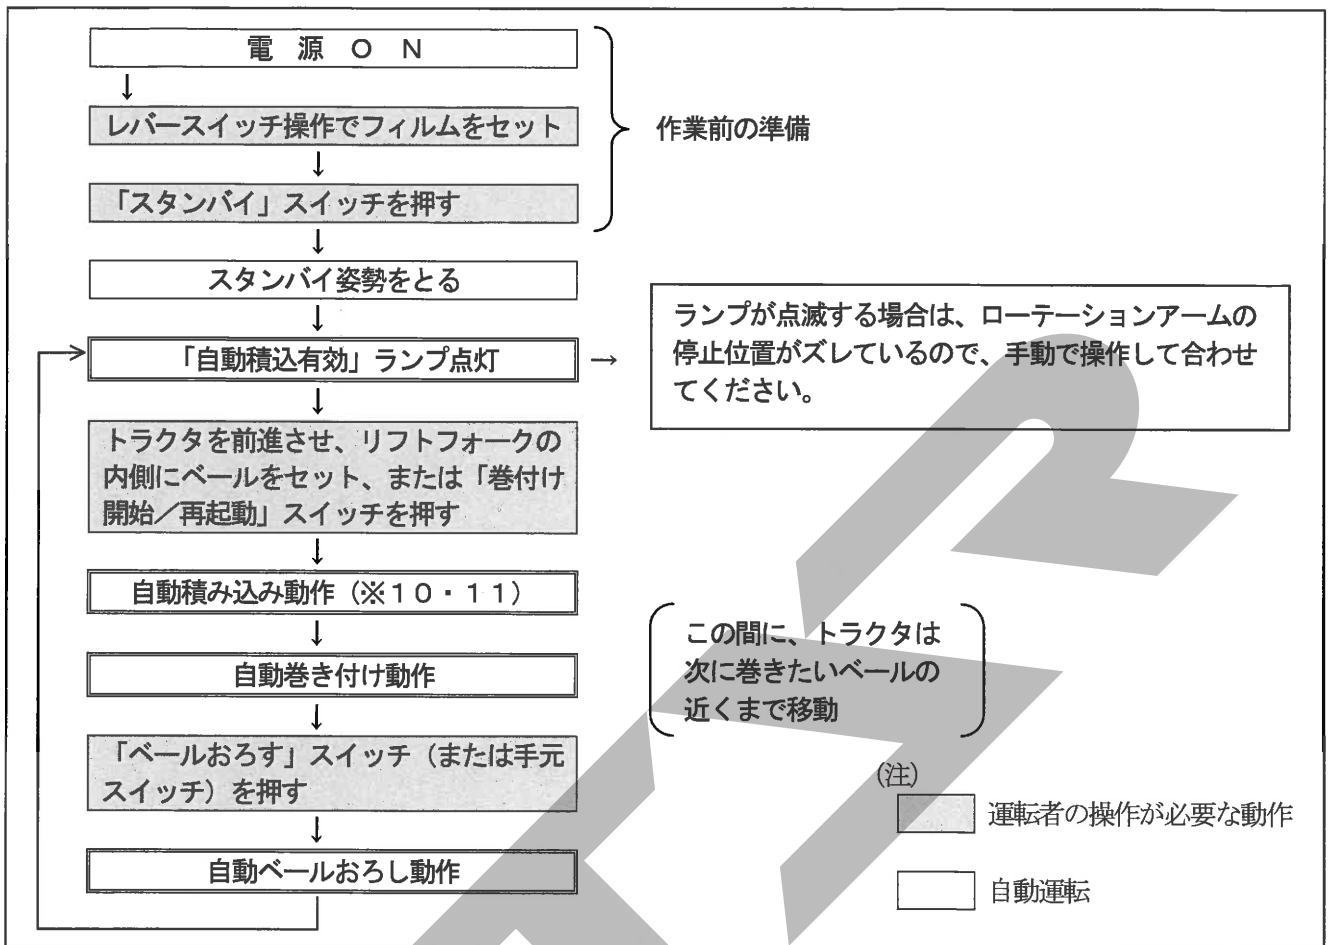 電 源 Ｏ Ｎ
↓
レバースイッチ操作でフィルムをセット
↓
「スタンバイ」スイッチを押す
作業前の準備
↓
スタンバイ姿勢をとる
↓
「自動積込有効」ランプ点灯
→
ランプが点滅する場合は、ローテーションアームの
停止位置がズレているので、手動で操作して合わせ
てください。
↓
トラクタを前進させ、リフトフォークの
内側にベールをセット、または「巻付け
開始／再起動」スイッチを押す
↓
自動積み込み動作（※１０・１１）
↓
自動巻き付け動作
この間に、トラクタは
次に巻きたいベールの
近くまで移動
↓
「ベールおろす」スイッチ（または手元
スイッチ）を押す
↓
自動ベールおろし動作
(注)
運転者の操作が必要な動作
自動運転